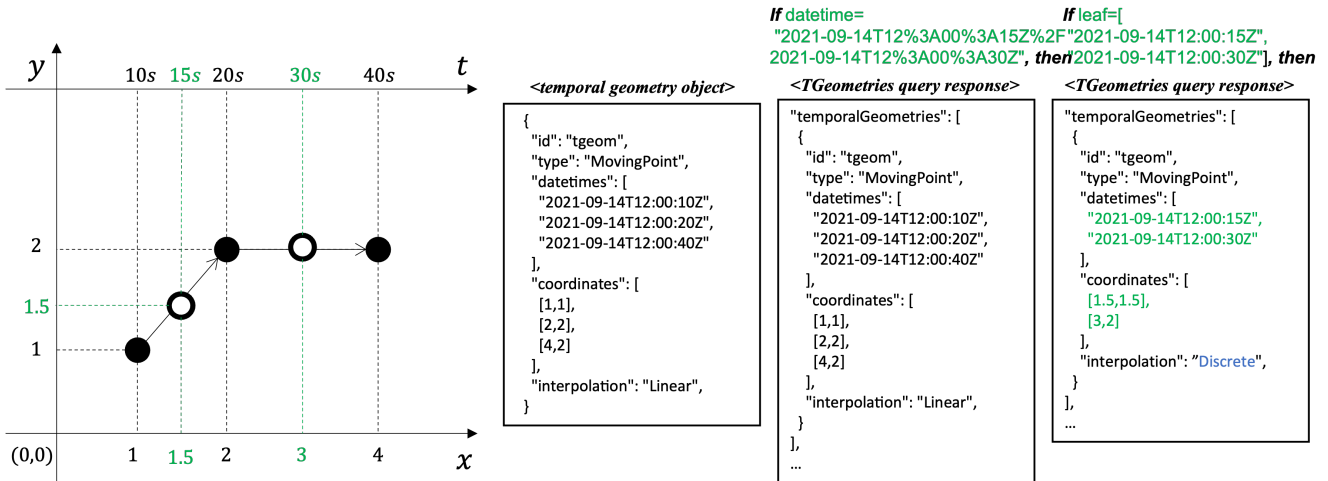 y
10s 15s 20s 30s 40s t
2
1.5
1
(0,0) 1 1.5 2 3 4 x
<temporal geometry object>
{
"id": "tgeom",
"type": "MovingPoint",
"datetimes": [
"2021-09-14T12:00:10Z",
"2021-09-14T12:00:20Z",
"2021-09-14T12:00:40Z"
],
"coordinates": [
[1,1],
[2,2],
[4,2]
],
"interpolation": "Linear",
}
If datetime=
"2021-09-14T12%3A00%3A15Z%2F
2021-09-14T12%3A00%3A30Z", then
<TGeometries query response>
"temporalGeometries": [
{
"id": "tgeom",
"type": "MovingPoint",
"datetimes": [
"2021-09-14T12:00:10Z",
"2021-09-14T12:00:20Z",
"2021-09-14T12:00:40Z"
],
"coordinates": [
[1,1],
[2,2],
[4,2]
],
"interpolation": "Linear",
}
],
...
If leaf=[
"2021-09-14T12:00:15Z",
"2021-09-14T12:00:30Z"], then
<TGeometries query response>
"temporalGeometries": [
{
"id": "tgeom",
"type": "MovingPoint",
"datetimes": [
"2021-09-14T12:00:15Z",
"2021-09-14T12:00:30Z"
],
"coordinates": [
[1.5,1.5],
[3,2]
],
"interpolation": ”Discrete",
}
],
...